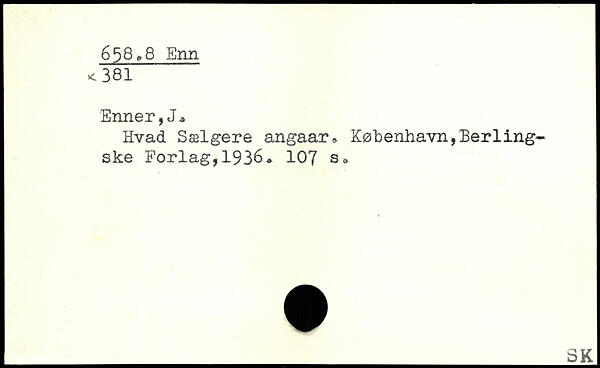 658.8 Enn
x 381
Enner,J.
Hvad Sælgere angaar. København,Berling-
ske Forlag,1936. 107 s.
SK